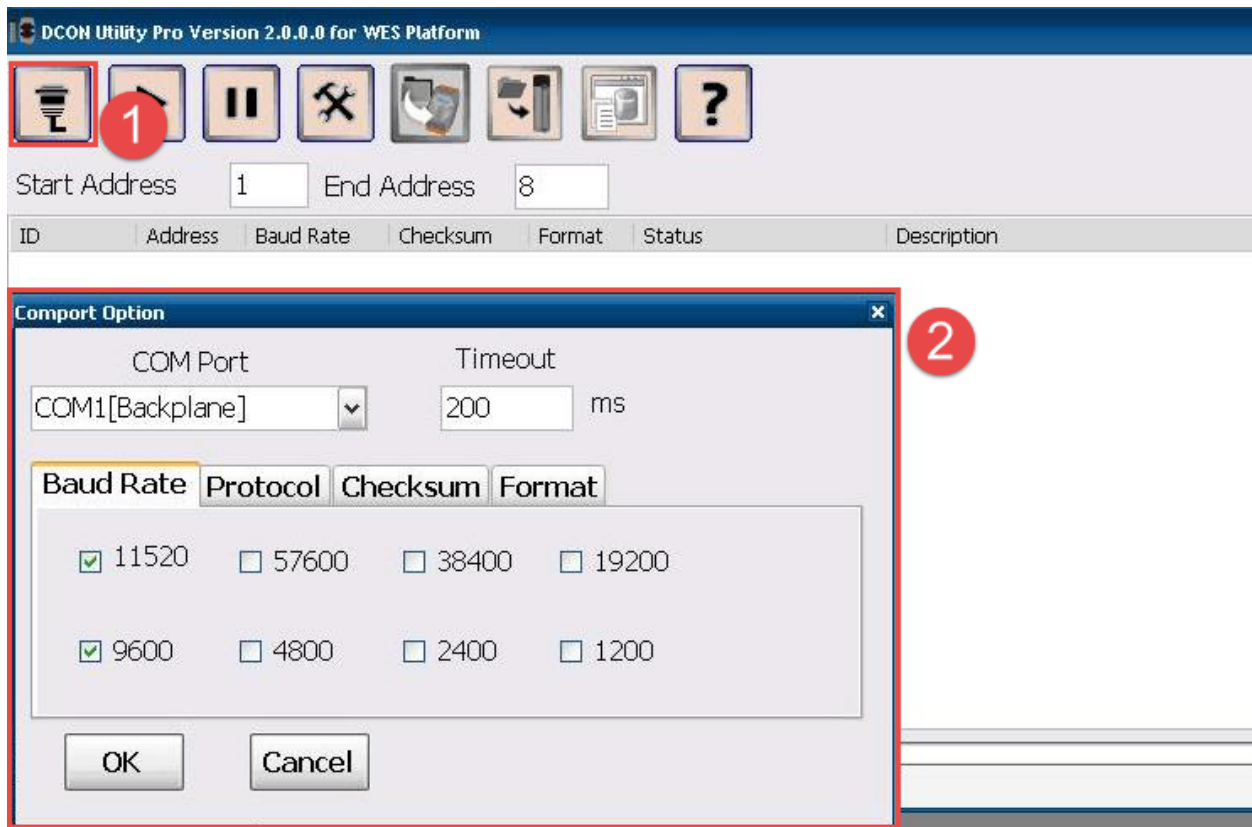 DCON Utility Pro Version 2.0.0.0 for WES Platform
1
?
Start Address 1 End Address 8
ID Address Baud Rate Checksum Format Status Description
Comport Option
2
COM Port Timeout
COM1[Backplane] 200 ms
Baud Rate Protocol Checksum Format
11520 57600 38400 19200
9600 4800 2400 1200
OK Cancel